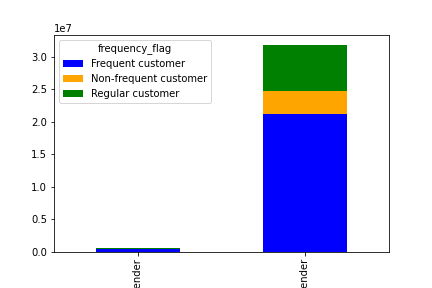 1e7
3.0
2.5
2.0
1.5
1.0
0.5
0.0
frequency_flag
Frequent customer
Non-frequent customer
Regular customer
ender
ender